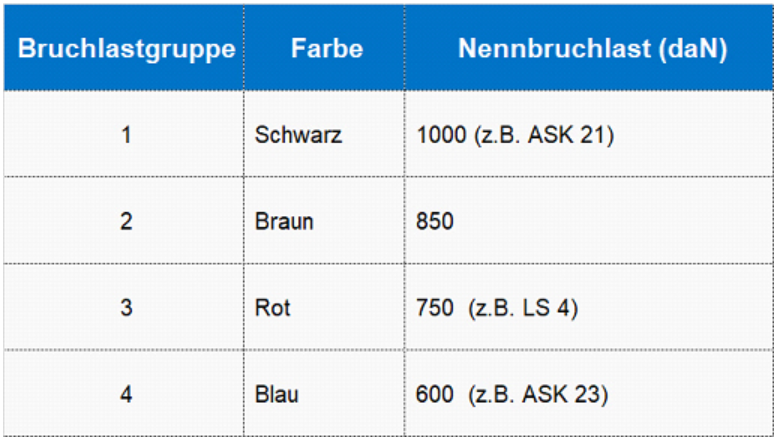 Bruchlastgruppe Farbe Nennbruchlast (daN)
1 Schwarz 1000 (z.B. ASK 21)
2 Braun 850
3 Rot 750 (z.B. LS 4)
4 Blau 600 (z.B. ASK 23)